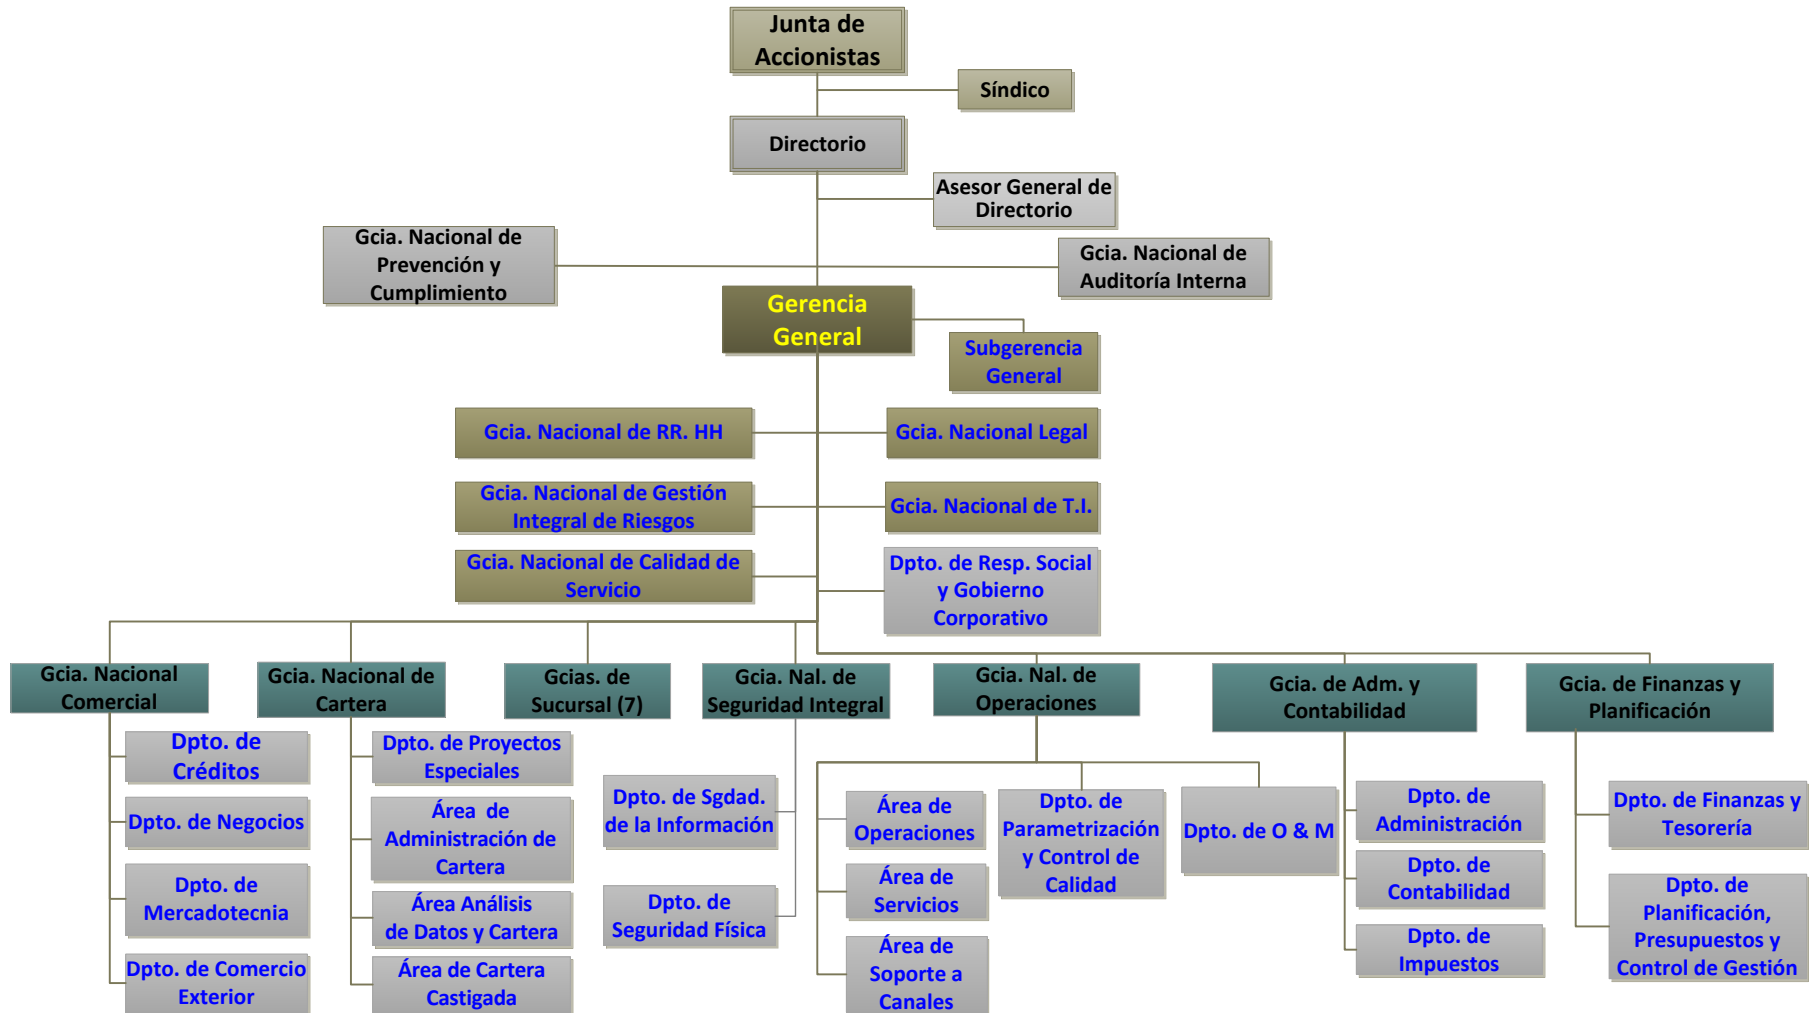 Junta de
Accionistas
Síndico
Directorio
Asesor General de
Directorio
Gcia. Nacional de
Prevención y
Cumplimiento
Gcia. Nacional de
Auditoría Interna
Gerencia
General
Subgerencia
General
Gcia. Nacional de RR. HH
Gcia. Nacional Legal
Gcia. Nacional de Gestión
Integral de Riesgos
Gcia. Nacional de T.I.
Gcia. Nacional de Calidad de
Servicio
Dpto. de Resp. Social
y Gobierno
Corporativo
Gcia. Nacional
Comercial
Gcia. Nacional de
Cartera
Gcias. de
Sucursal (7)
Gcia. Nal. de
Seguridad Integral
Gcia. Nal. de
Operaciones
Gcia. de Adm. y
Contabilidad
Gcia. de Finanzas y
Planificación
Dpto. de
Créditos
Dpto. de Negocios
Dpto. de
Mercadotecnia
Dpto. de Comercio
Exterior
Dpto. de Proyectos
Especiales
Área de
Administración de
Cartera
Área Análisis
de Datos y Cartera
Área de Cartera
Castigada
Dpto. de Sgdad.
de la Información
Dpto. de
Seguridad Física
Área de
Operaciones
Área de
Servicios
Área de
Soporte a
Canales
Dpto. de
Parametrización
y Control de
Calidad
Dpto. de O & M
Dpto. de
Administración
Dpto. de
Contabilidad
Dpto. de
Impuestos
Dpto. de Finanzas y
Tesorería
Dpto. de
Planificación,
Presupuestos y
Control de Gestión